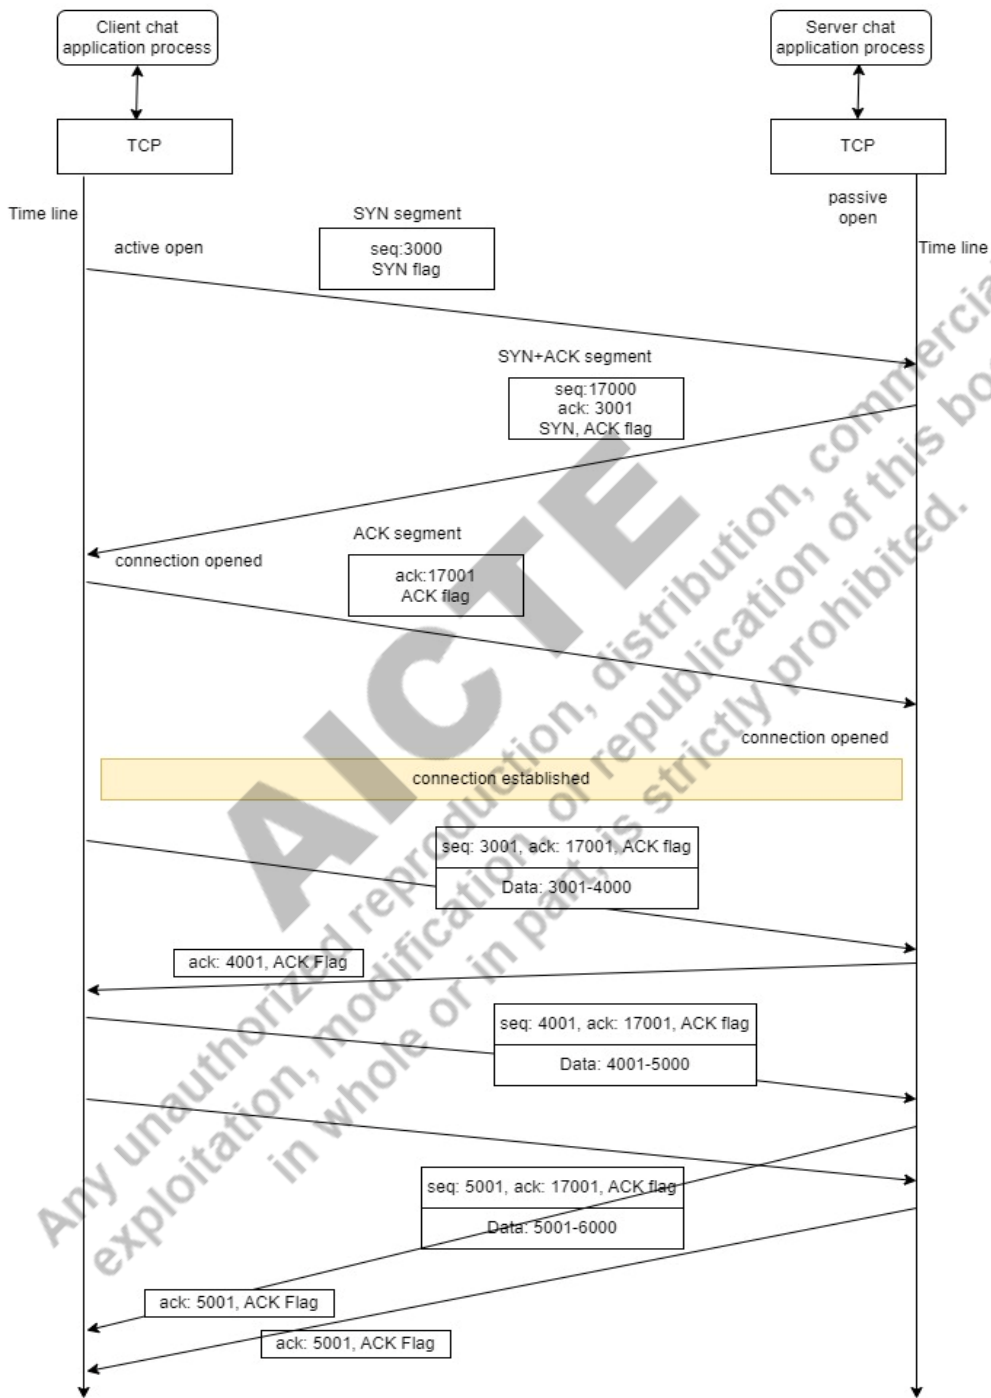 Client chat
application process
Server chat
application process
TCP
TCP
Time line
passive
open
SYN segment
active open
seq:3000
SYN flag
Time line
SYN+ACK segment
seq:17000
ack: 3001
SYN, ACK flag
ACK segment
connection opened
ack:17001
ACK flag
connection opened
connection established
seq: 3001, ack: 17001, ACK flag
Data: 3001-4000
ack: 4001, ACK Flag
seq: 4001, ack: 17001, ACK flag
Data: 4001-5000
seq: 5001, ack: 17001, ACK flag
Data: 5001-6000
ack: 5001, ACK Flag
ack: 5001, ACK Flag
AICTE
Any unauthorized reproduction, distribution,
exploitation, modification, or republication of this
in whole or in part, is strictly prohibited.